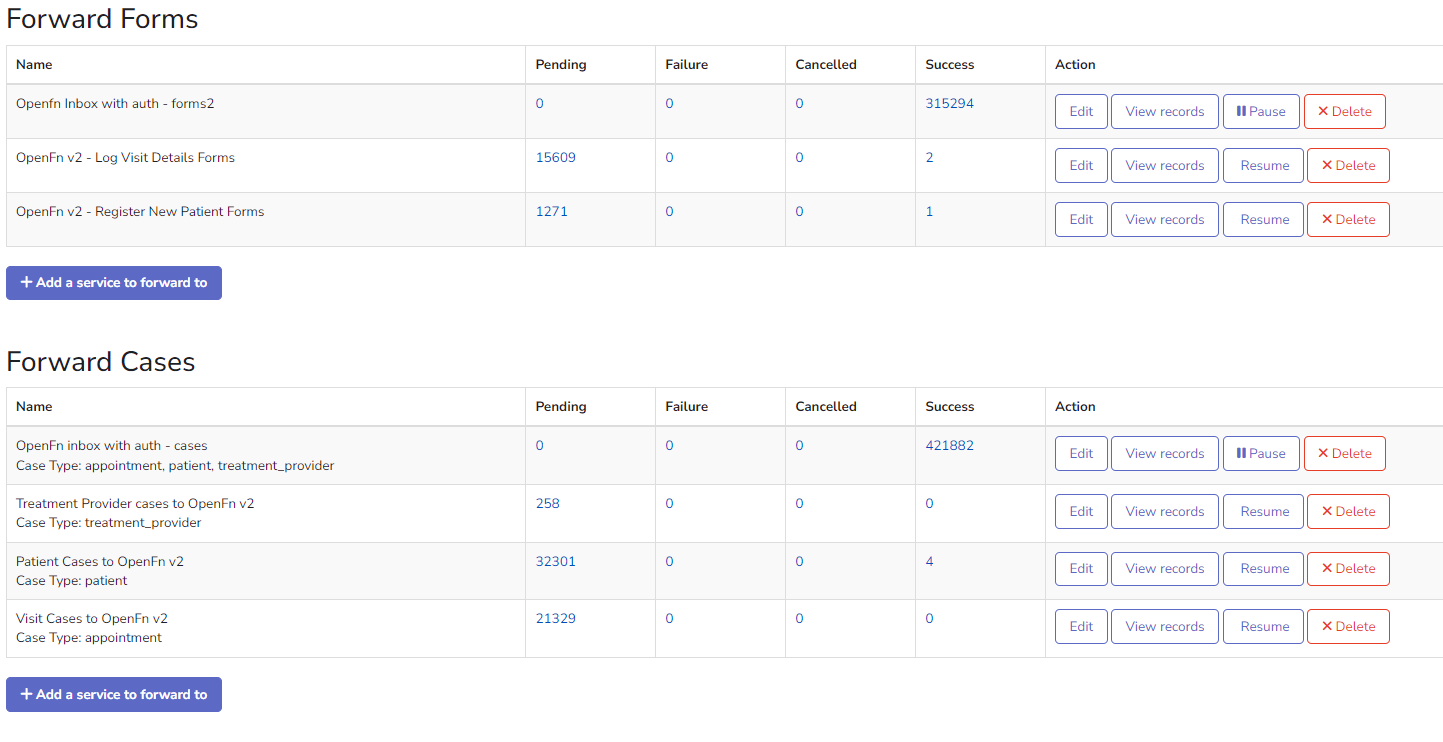 Forward Forms
Name Pending Failure Cancelled Success Action
Openfn Inbox with auth - forms2 0 0 0 315294 Edit View records Pause Delete
OpenFn v2 - Log Visit Details Forms 15609 0 0 2 Edit View records Resume Delete
OpenFn v2 - Register New Patient Forms 1271 0 0 1 Edit View records Resume Delete
+ Add a service to forward to
Forward Cases
Name Pending Failure Cancelled Success Action
OpenFn inbox with auth - cases 0 0 0 421882 Edit View records Pause Delete
Case Type: appointment, patient, treatment_provider
Treatment Provider cases to OpenFn v2 258 0 0 0 Edit View records Resume Delete
Case Type: treatment_provider
Patient Cases to OpenFn v2 32301 0 0 4 Edit View records Resume Delete
Case Type: patient
Visit Cases to OpenFn v2 21329 0 0 0 Edit View records Resume Delete
Case Type: appointment
+ Add a service to forward to